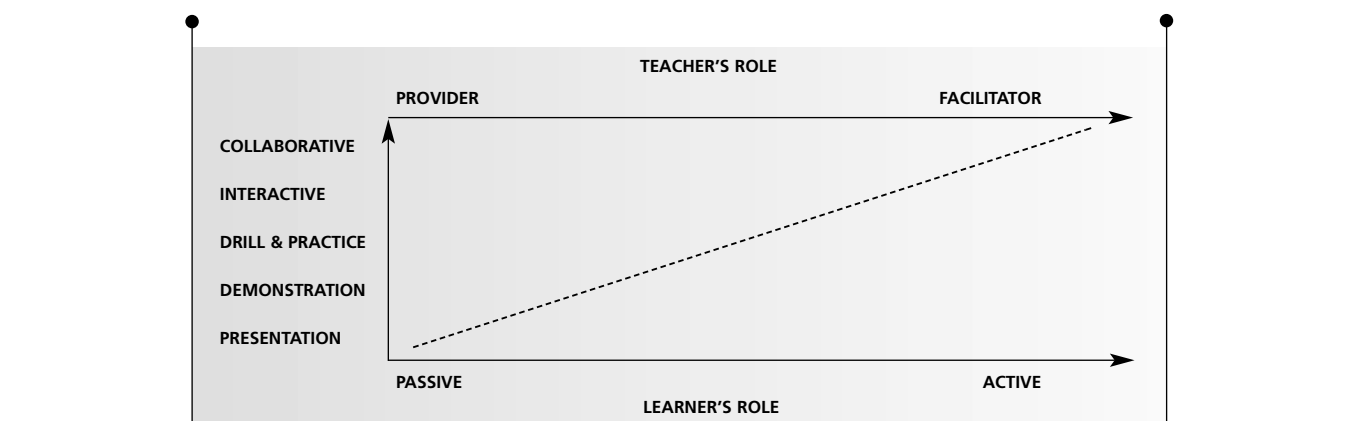 TEACHER’S ROLE
PROVIDER
FACILITATOR
COLLABORATIVE
INTERACTIVE
DRILL & PRACTICE
DEMONSTRATION
PRESENTATION
PASSIVE
ACTIVE
LEARNER’S ROLE